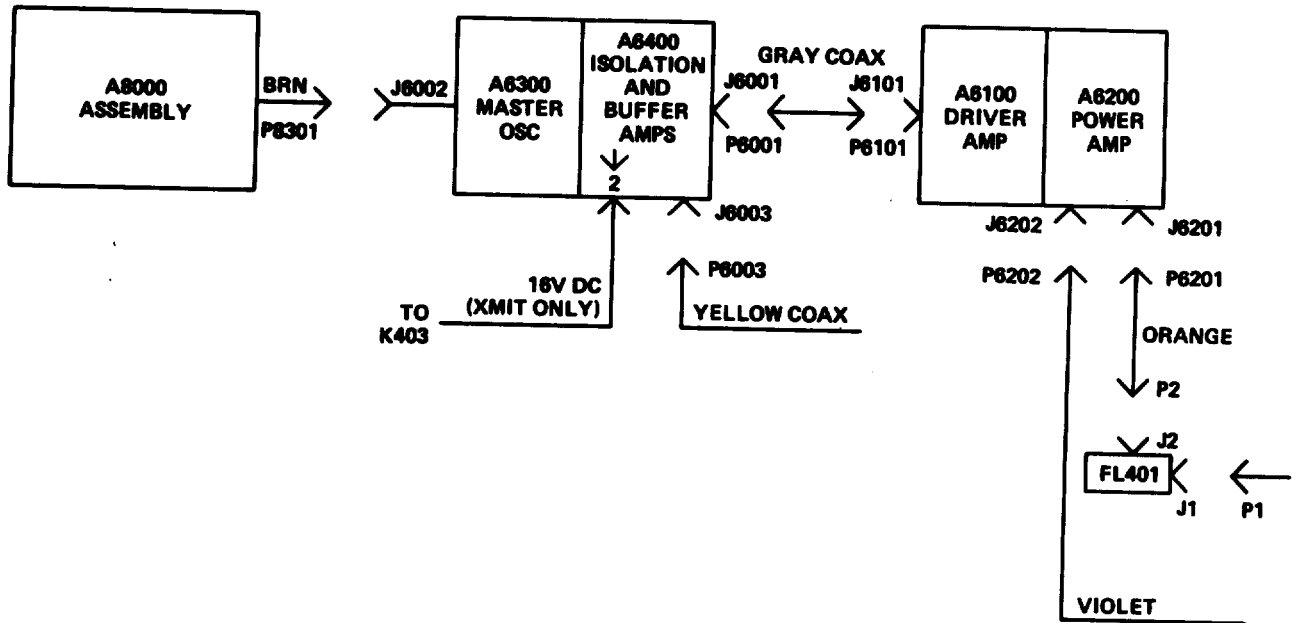 A8000
ASSEMBLY
BRN
P8301
J6002
A6300
MASTER
OSC
A6400
ISOLATION
AND
BUFFER
AMPS
2
GRAY COAX
J6001
J6101
P6001
P6101
A6100
DRIVER
AMP
A6200
POWER
AMP
J6003
P6003
16V DC
(XMIT ONLY)
TO
K403
YELLOW COAX
J6202
J6201
P6202
P6201
ORANGE
P2
J2
FL401
J1
P1
VIOLET